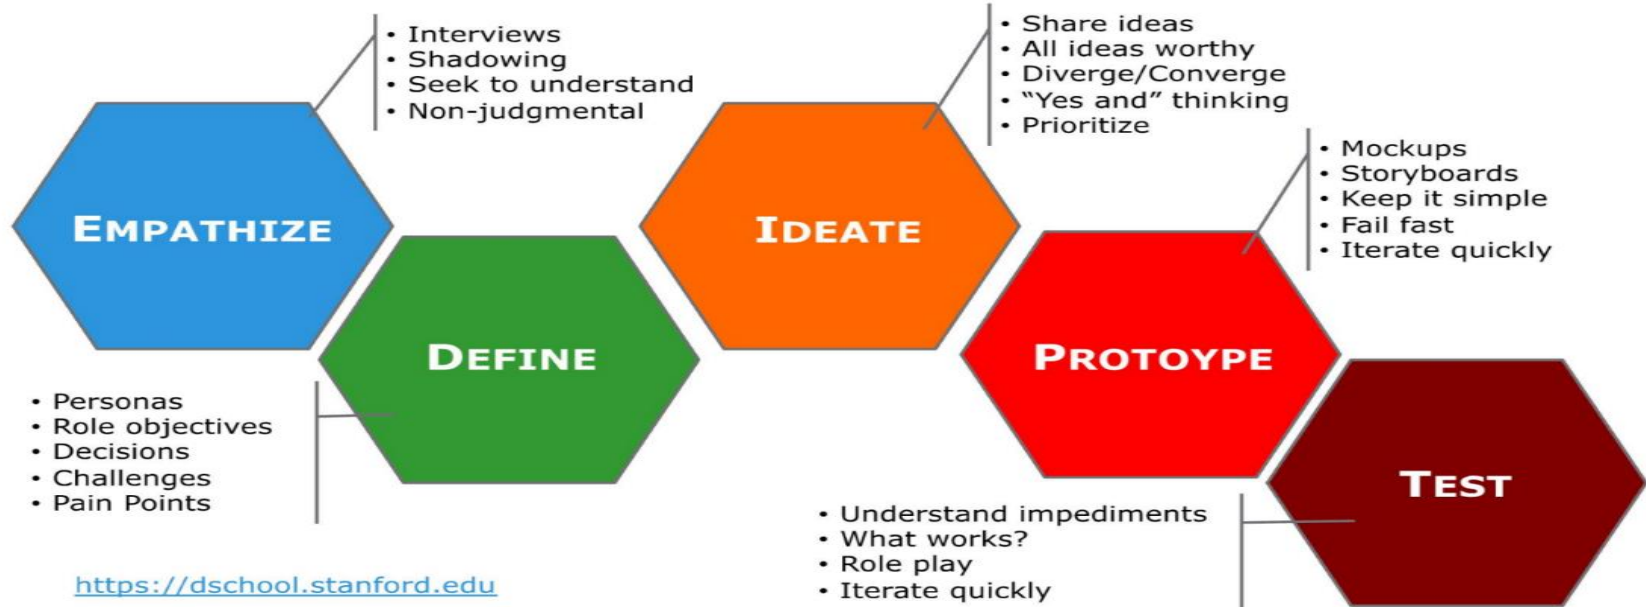 • Interviews
• Shadowing
• Seek to understand
• Non-judgmental
EMPATHIZE
• Personas
• Role objectives
• Decisions
• Challenges
• Pain Points
DEFINE
• Share ideas
• All ideas worthy
• Diverge/Converge
• “Yes and” thinking
• Prioritize
IDEATE
• Mockups
• Storyboards
• Keep it simple
• Fail fast
• Iterate quickly
PROTOYPE
• Understand impediments
• What works?
• Role play
• Iterate quickly
TEST
https://dschool.stanford.edu